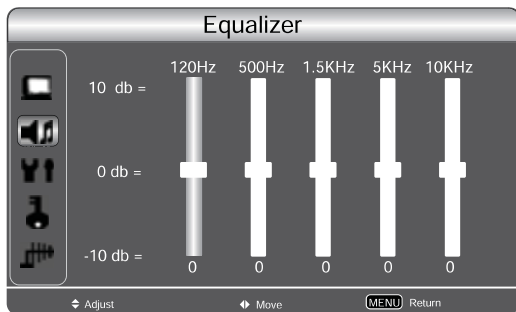 Equalizer
120Hz 500Hz 1.5KHz 5KHz 10KHz
10 db =
0 db =
-10 db =
0 0 0 0 0
Adjust Move MENU Return